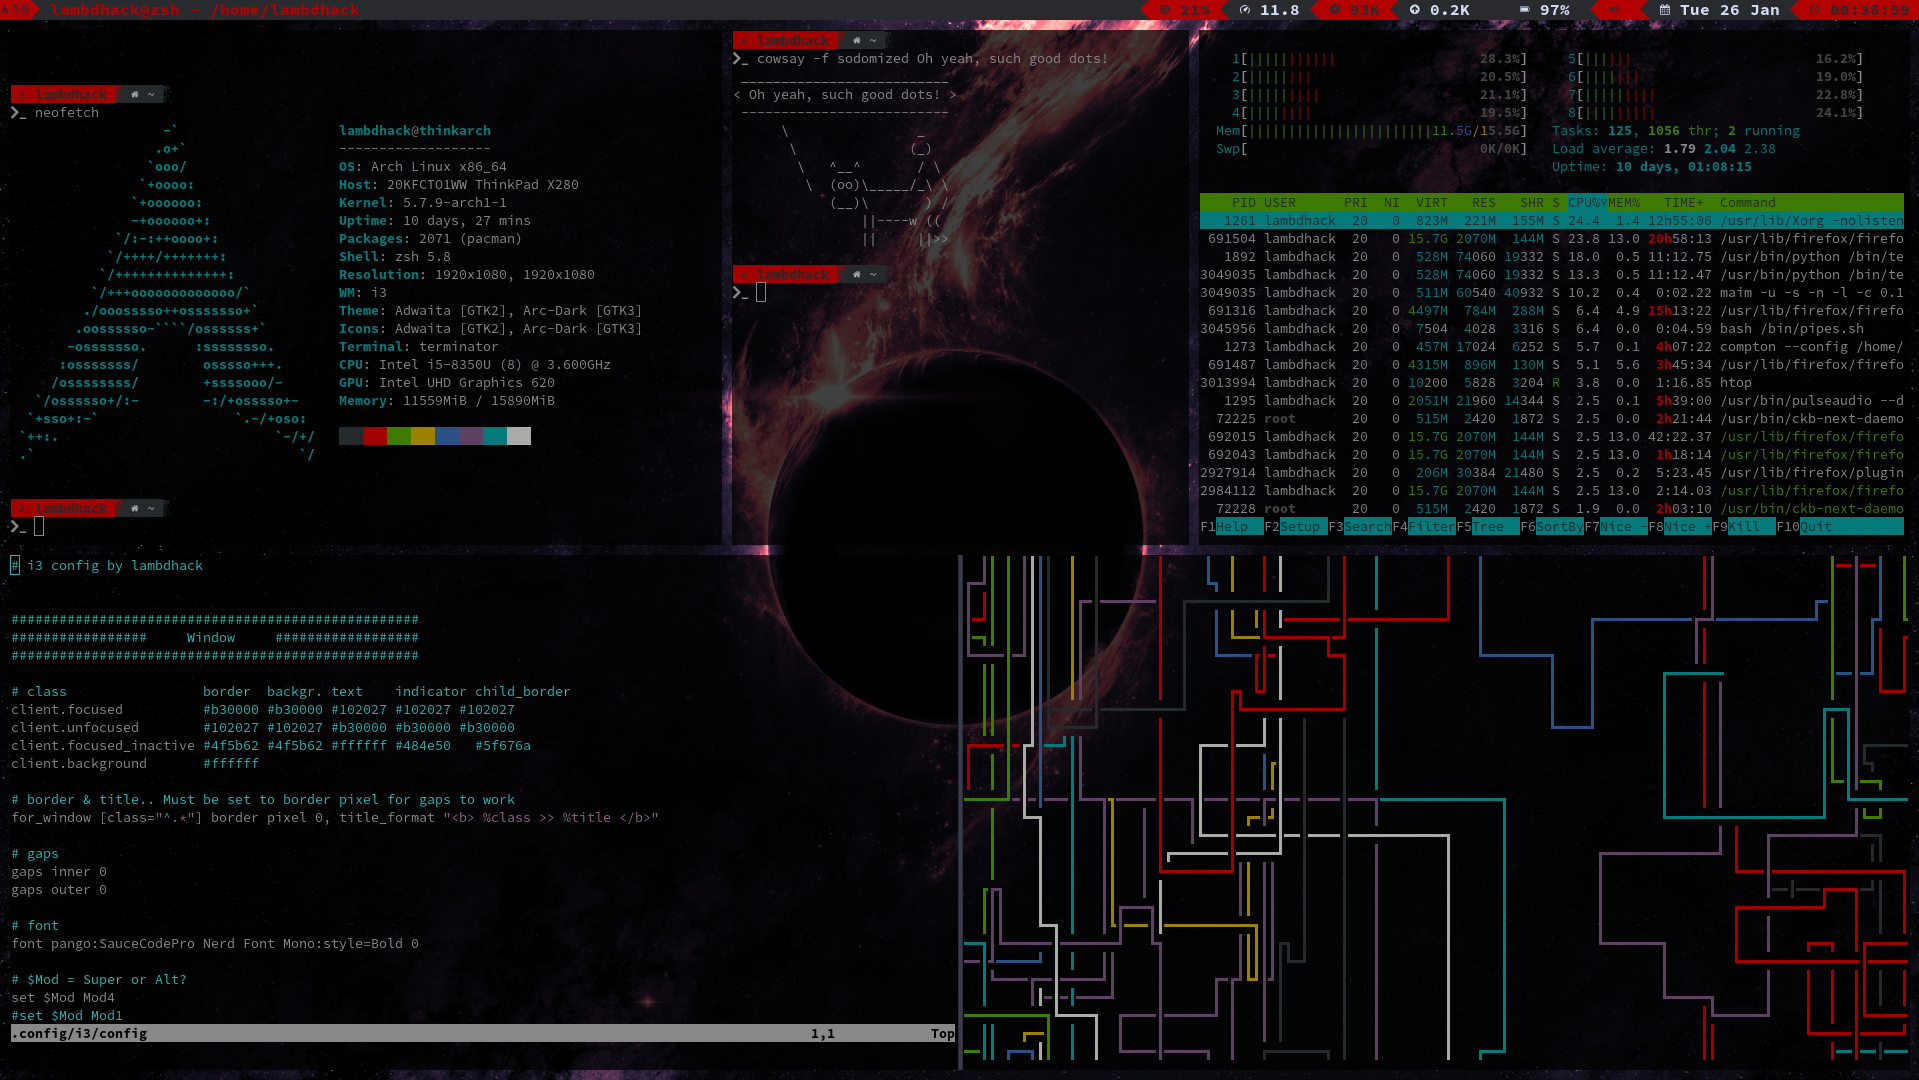 lambdhack@zsh - /home/lambdhack
21% 11.8 93K 0.2K 97% Tue 26 Jan 00:36:59
lambdhack ~
❯_ neofetch
lambdhack@thinkarch
-------------------
OS: Arch Linux x86_64
Host: 20KFCTO1WW ThinkPad X280
Kernel: 5.7.9-arch1-1
Uptime: 10 days, 27 mins
Packages: 2071 (pacman)
Shell: zsh 5.8
Resolution: 1920x1080, 1920x1080
WM: i3
Theme: Adwaita [GTK2], Arc-Dark [GTK3]
Icons: Adwaita [GTK2], Arc-Dark [GTK3]
Terminal: terminator
CPU: Intel i5-8350U (8) @ 3.600GHz
GPU: Intel UHD Graphics 620
Memory: 11559MiB / 15890MiB
lambdhack ~
❯_
lambdhack ~
❯_ cowsay -f sodomized Oh yeah, such good dots!
< Oh yeah, such good dots! >
lambdhack ~
❯_
1[ 28.3%] 5[ 16.2%]
2[ 20.5%] 6[ 19.0%]
3[ 21.1%] 7[ 22.8%]
4[ 19.5%] 8[ 24.1%]
Mem[ 11.5G/15.5G] Tasks: 125, 1056 thr; 2 running
Swp[ 0K/0K] Load average: 1.79 2.04 2.38
Uptime: 10 days, 01:08:15
PID USER PRI NI VIRT RES SHR S CPU%▽MEM% TIME+ Command
1261 lambdhack 20 0 823M 221M 155M S 24.4 1.4 12h55:06 /usr/lib/Xorg -nolisten
691504 lambdhack 20 0 15.7G 2070M 144M S 23.8 13.0 20h58:13 /usr/lib/firefox/firefo
1892 lambdhack 20 0 528M 74060 19332 S 18.0 0.5 11:12.75 /usr/bin/python /bin/te
3049035 lambdhack 20 0 528M 74060 19332 S 13.3 0.5 11:12.47 /usr/bin/python /bin/te
3049035 lambdhack 20 0 511M 60540 40932 S 10.2 0.4 0:02.22 maim -u -s -n -l -c 0.1
691316 lambdhack 20 0 4497M 784M 288M S 6.4 4.9 15h13:22 /usr/lib/firefox/firefo
3045956 lambdhack 20 0 7504 4028 3316 S 6.4 0.0 0:04.59 bash /bin/pipes.sh
1273 lambdhack 20 0 457M 17024 6252 S 5.7 0.1 4h07:22 compton --config /home/
691487 lambdhack 20 0 4315M 896M 130M S 5.1 5.6 3h45:34 /usr/lib/firefox/firefo
3013994 lambdhack 20 0 10200 5828 3204 R 3.8 0.0 1:16.85 htop
1295 lambdhack 20 0 2051M 21960 14344 S 2.5 0.1 5h39:00 /usr/bin/pulseaudio --d
72225 root 20 0 515M 2420 1872 S 2.5 0.0 2h21:44 /usr/bin/ckb-next-daemo
692015 lambdhack 20 0 15.7G 2070M 144M S 2.5 13.0 42:22.37 /usr/lib/firefox/firefo
692043 lambdhack 20 0 15.7G 2070M 144M S 2.5 13.0 1h18:14 /usr/lib/firefox/firefo
2927914 lambdhack 20 0 206M 30384 21480 S 2.5 0.2 5:23.45 /usr/lib/firefox/plugin
2984112 lambdhack 20 0 15.7G 2070M 144M S 2.5 13.0 2:14.03 /usr/lib/firefox/firefo
72228 root 20 0 515M 2420 1872 S 1.9 0.0 2h03:10 /usr/bin/ckb-next-daemo
F1Help F2Setup F3SearchF4FilterF5Tree F6SortByF7Nice -F8Nice +F9Kill F10Quit
# i3 config by lambdhack
###################################################
################# Window ##################
###################################################
# class border backgr. text indicator child_border
client.focused #b30000 #b30000 #102027 #102027 #102027
client.unfocused #102027 #102027 #b30000 #b30000 #b30000
client.focused_inactive #4f5b62 #4f5b62 #ffffff #484e50 #5f676a
client.background #ffffff
# border & title.. Must be set to border pixel for gaps to work
for_window [class="^.*"] border pixel 0, title_format "<b> %class >> %title </b>"
# gaps
gaps inner 0
gaps outer 0
# font
font pango:SauceCodePro Nerd Font Mono:style=Bold 0
# $Mod = Super or Alt?
set $Mod Mod4
#set $Mod Mod1
.config/i3/config 1,1 Top